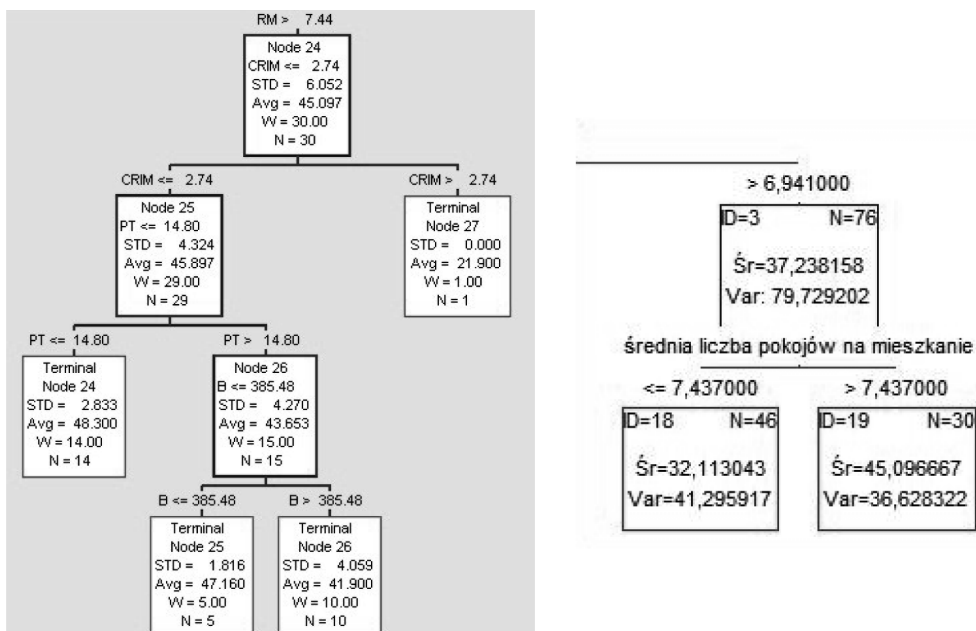 RM > 7.44
Node 24
CRIM <= 2.74
STD = 6.052
Avg = 45.097
W = 30.00
N = 30
CRIM <= 2.74
CRIM > 2.74
Node 25
PT <= 14.80
STD = 4.324
Avg = 45.897
W = 29.00
N = 29
Terminal
Node 27
STD = 0.000
Avg = 21.900
W = 1.00
N = 1
PT <= 14.80
PT > 14.80
Terminal
Node 24
STD = 2.833
Avg = 48.300
W = 14.00
N = 14
Node 26
B <= 385.48
STD = 4.270
Avg = 43.653
W = 15.00
N = 15
B <= 385.48
B > 385.48
Terminal
Node 25
STD = 1.816
Avg = 47.160
W = 5.00
N = 5
Terminal
Node 26
STD = 4.059
Avg = 41.900
W = 10.00
N = 10
> 6,941000
ID=3 N=76
Śr=37,238158
Var: 79,729202
średnia liczba pokojów na mieszkanie
<= 7,437000
> 7,437000
ID=18 N=46
Śr=32,113043
Var=41,295917
ID=19 N=30
Śr=45,096667
Var=36,628322